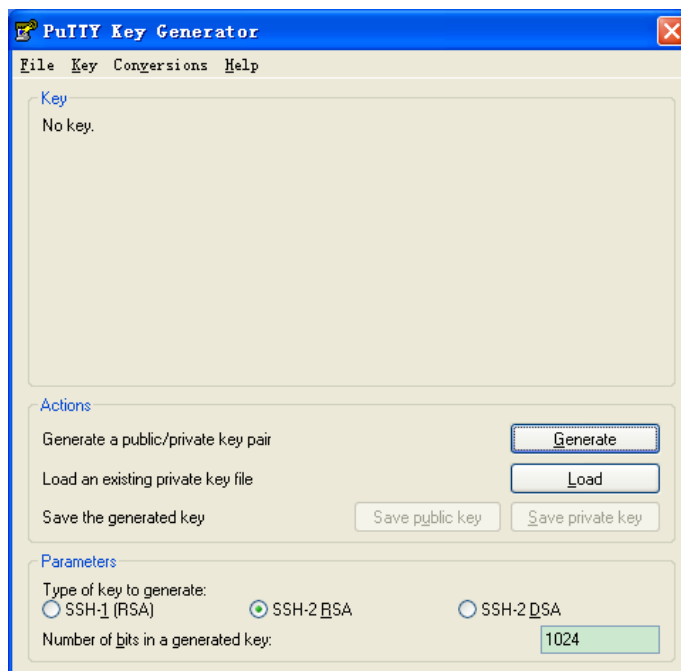 PuTTY Key Generator
File Key Conversions Help
Key
No key.
Actions
Generate a public/private key pair
Generate
Load an existing private key file
Load
Save the generated key
Save public key
Save private key
Parameters
Type of key to generate:
SSH-1 (RSA)
SSH-2 RSA
SSH-2 DSA
Number of bits in a generated key:
1024